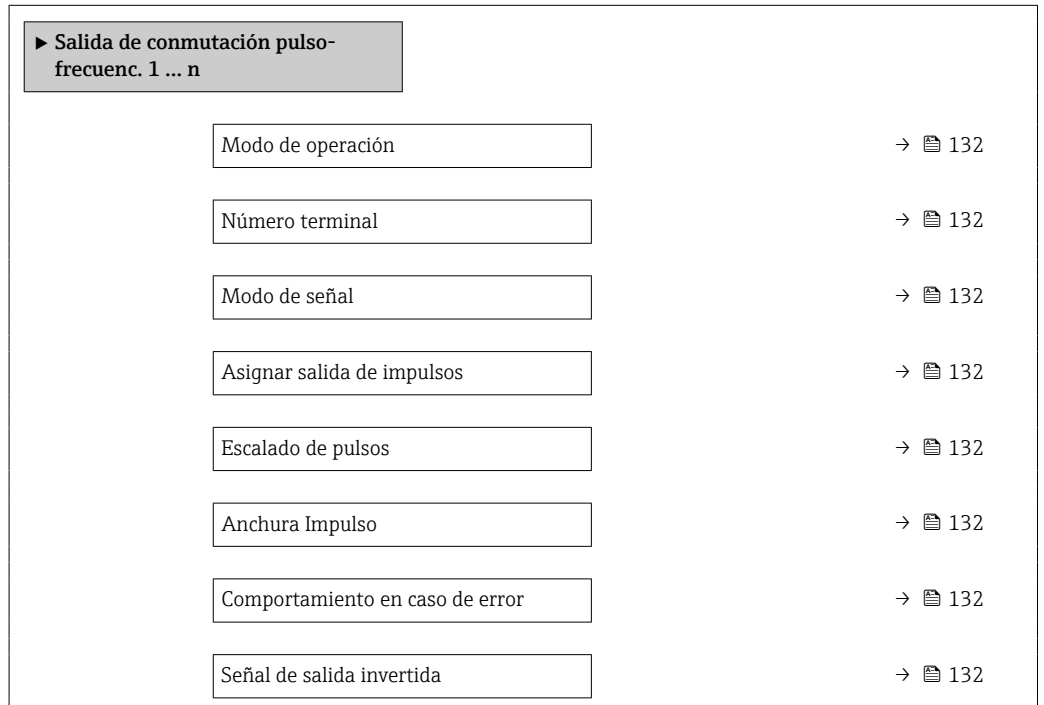 ▶ Salida de conmutación pulso-
frecuenc. 1 ... n
Modo de operación → 132
Número terminal → 132
Modo de señal → 132
Asignar salida de impulsos → 132
Escalado de pulsos → 132
Anchura Impulso → 132
Comportamiento en caso de error → 132
Señal de salida invertida → 132